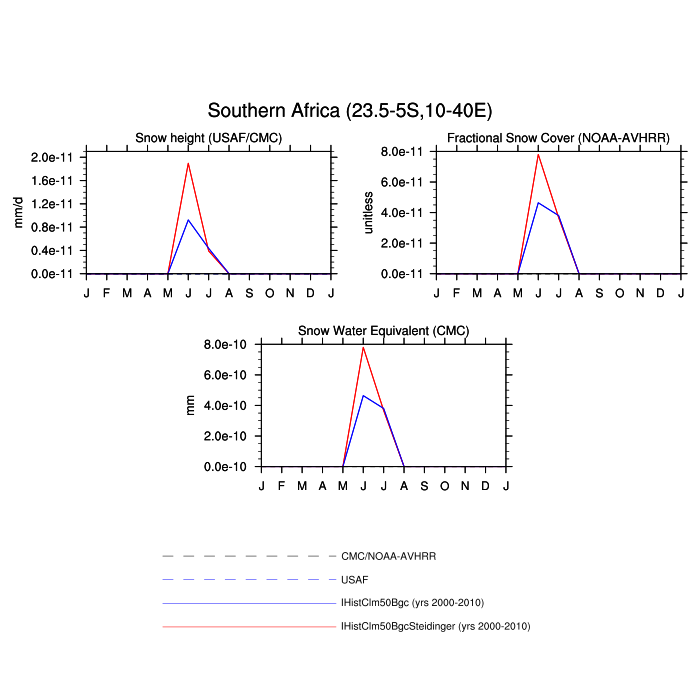 Southern Africa (23.5-5S,10-40E)
Snow height (USAF/CMC)
mm/d
2.0e-11
1.6e-11
1.2e-11
0.8e-11
0.4e-11
0.0e-11
J F M A M J J A S O N D J
Fractional Snow Cover (NOAA-AVHRR)
unitless
8.0e-11
6.0e-11
4.0e-11
2.0e-11
0.0e-11
J F M A M J J A S O N D J
Snow Water Equivalent (CMC)
mm
8.0e-10
6.0e-10
4.0e-10
2.0e-10
0.0e-10
J F M A M J J A S O N D J
CMC/NOAA-AVHRR
USAF
IHistClm50Bgc (yrs 2000-2010)
IHistClm50BgcSteidinger (yrs 2000-2010)